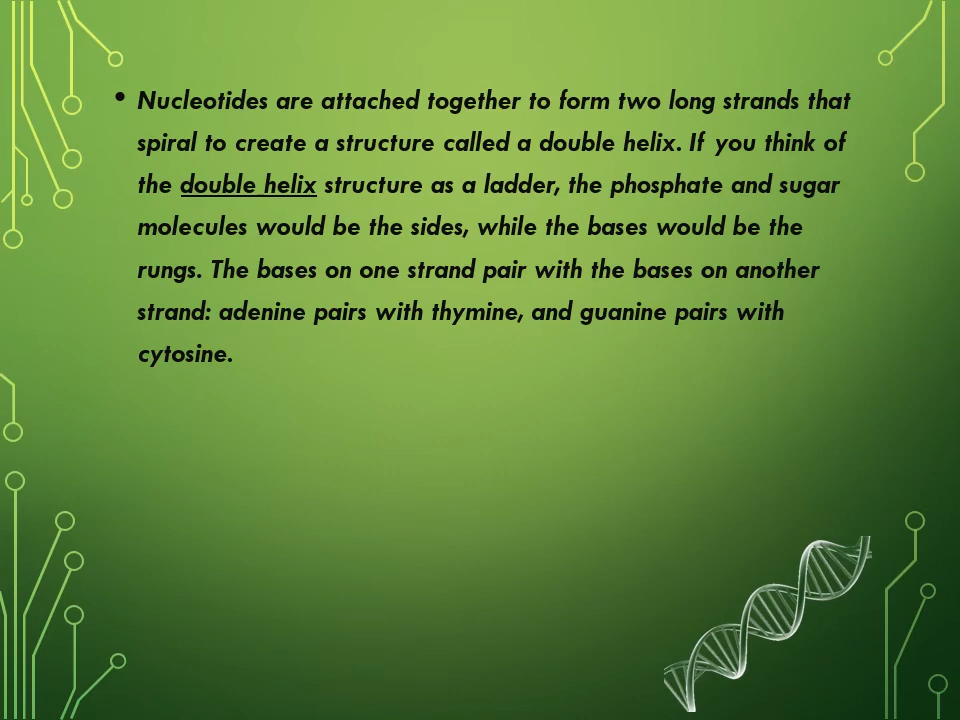 • Nucleotides are attached together to form two long strands that
spiral to create a structure called a double helix. If you think of
the double helix structure as a ladder, the phosphate and sugar
molecules would be the sides, while the bases would be the
rungs. The bases on one strand pair with the bases on another
strand: adenine pairs with thymine, and guanine pairs with
cytosine.